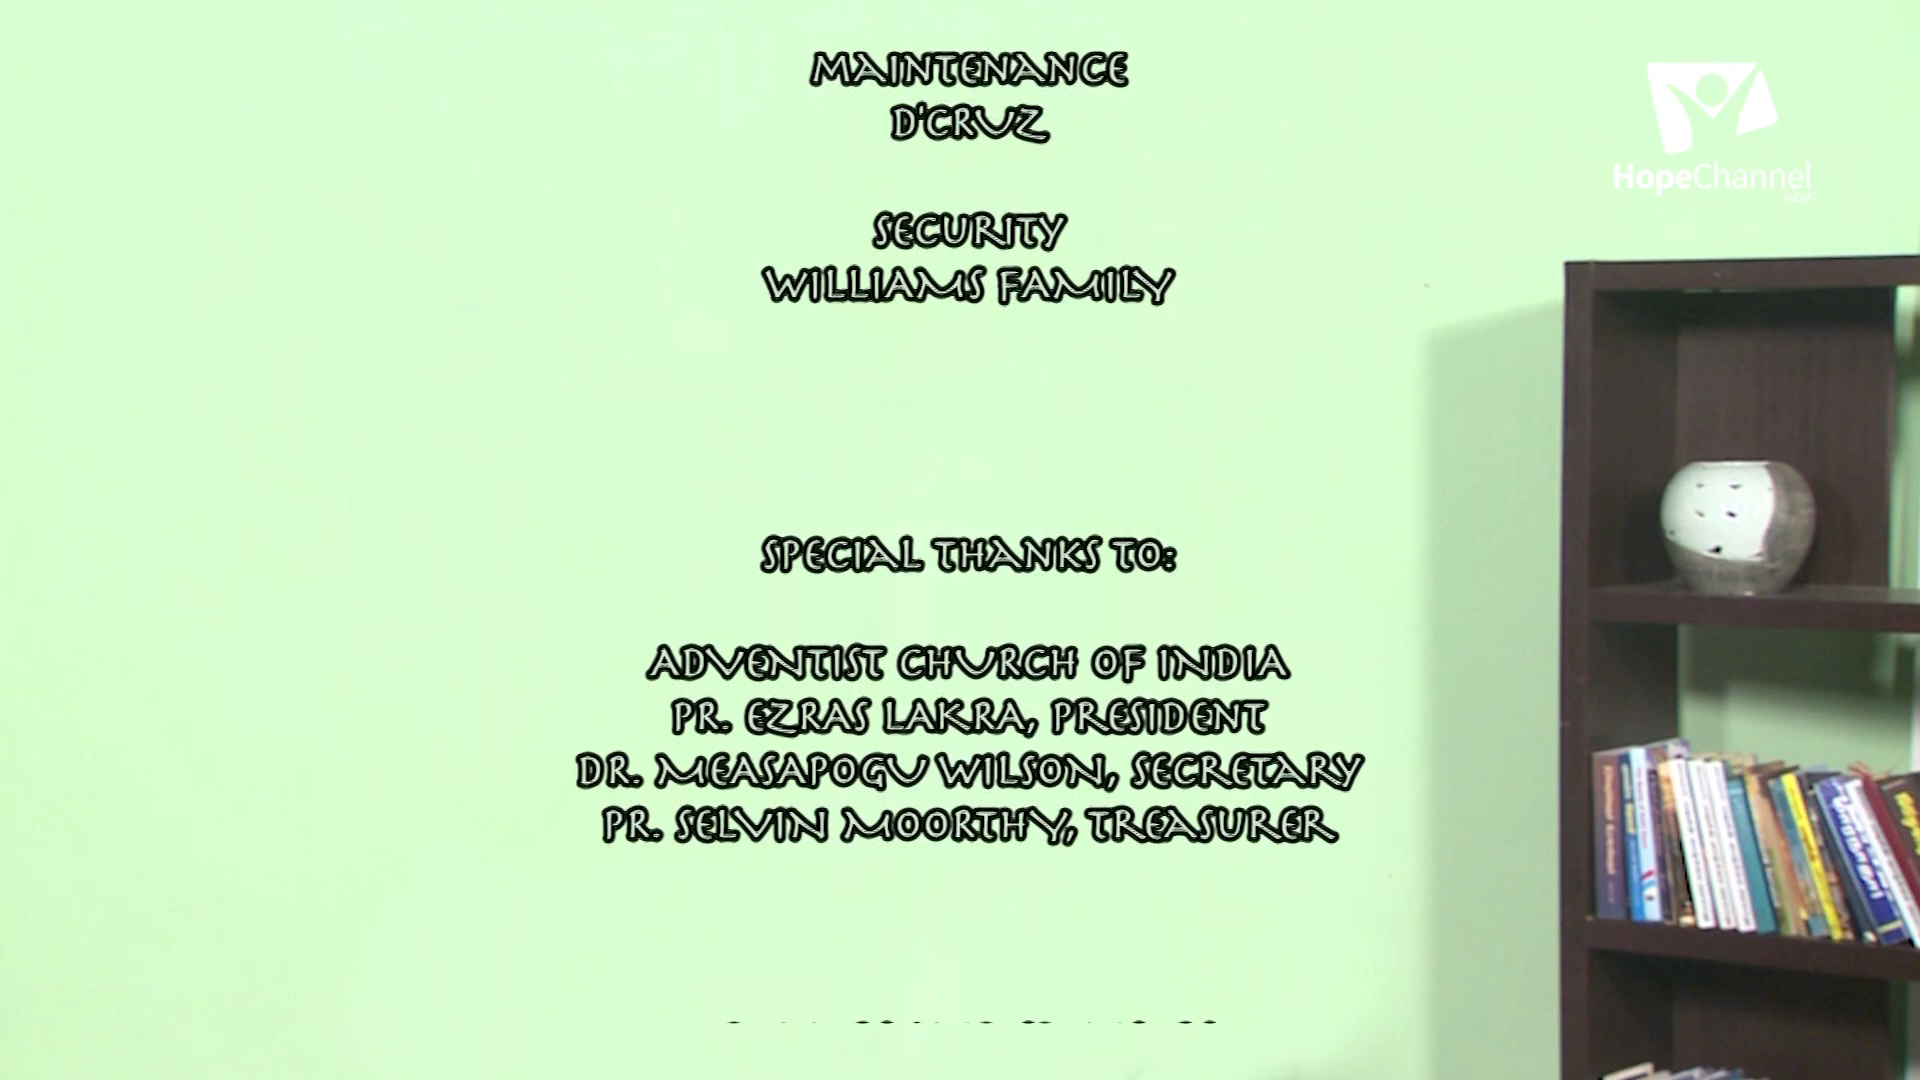 MAINTENANCE
D'CRUZ
SECURITY
WILLIAMS FAMILY
SPECIAL THANKS TO:
ADVENTIST CHURCH OF INDIA
PR. EZRAS LAKRA, PRESIDENT
DR. MEASAPOGU WILSON, SECRETARY
PR. SELVIN MOORTHY, TREASURER
HopeChannel
INDIA